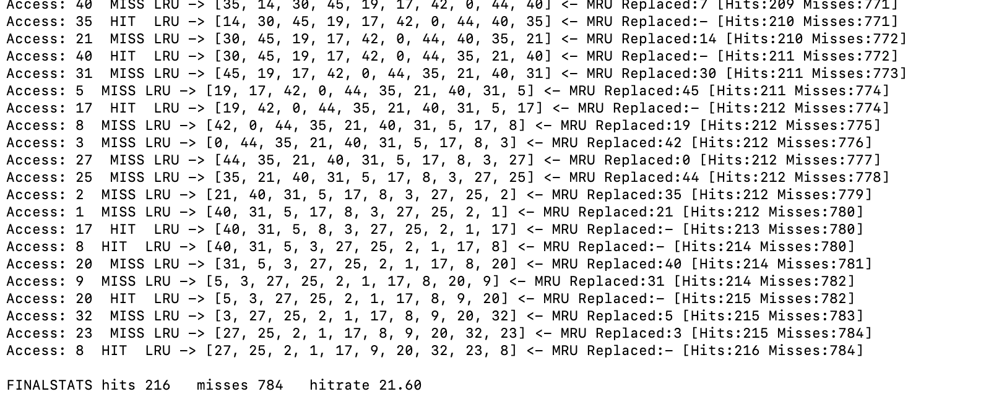 Access: 40  MISS LRU -> [35, 14, 30, 45, 19, 17, 42, 0, 44, 40] <- MRU Replaced:7 [Hits:209 Misses:771]
Access: 35  HIT  LRU -> [14, 30, 45, 19, 17, 42, 0, 44, 40, 35] <- MRU Replaced:- [Hits:210 Misses:771]
Access: 21  MISS LRU -> [30, 45, 19, 17, 42, 0, 44, 40, 35, 21] <- MRU Replaced:14 [Hits:210 Misses:772]
Access: 40  HIT  LRU -> [30, 45, 19, 17, 42, 0, 44, 35, 21, 40] <- MRU Replaced:- [Hits:211 Misses:772]
Access: 31  MISS LRU -> [45, 19, 17, 42, 0, 44, 35, 21, 40, 31] <- MRU Replaced:30 [Hits:211 Misses:773]
Access: 5  MISS LRU -> [19, 17, 42, 0, 44, 35, 21, 40, 31, 5] <- MRU Replaced:45 [Hits:211 Misses:774]
Access: 17  HIT  LRU -> [19, 42, 0, 44, 35, 21, 40, 31, 5, 17] <- MRU Replaced:- [Hits:212 Misses:774]
Access: 8  MISS LRU -> [42, 0, 44, 35, 21, 40, 31, 5, 17, 8] <- MRU Replaced:19 [Hits:212 Misses:775]
Access: 3  MISS LRU -> [0, 44, 35, 21, 40, 31, 5, 17, 8, 3] <- MRU Replaced:42 [Hits:212 Misses:776]
Access: 27  MISS LRU -> [44, 35, 21, 40, 31, 5, 17, 8, 3, 27] <- MRU Replaced:0 [Hits:212 Misses:777]
Access: 25  MISS LRU -> [35, 21, 40, 31, 5, 17, 8, 3, 27, 25] <- MRU Replaced:44 [Hits:212 Misses:778]
Access: 2  MISS LRU -> [21, 40, 31, 5, 17, 8, 3, 27, 25, 2] <- MRU Replaced:35 [Hits:212 Misses:779]
Access: 1  MISS LRU -> [40, 31, 5, 17, 8, 3, 27, 25, 2, 1] <- MRU Replaced:21 [Hits:212 Misses:780]
Access: 17  HIT  LRU -> [40, 31, 5, 8, 3, 27, 25, 2, 1, 17] <- MRU Replaced:- [Hits:213 Misses:780]
Access: 8  HIT  LRU -> [40, 31, 5, 3, 27, 25, 2, 1, 17, 8] <- MRU Replaced:- [Hits:214 Misses:780]
Access: 20  MISS LRU -> [31, 5, 3, 27, 25, 2, 1, 17, 8, 20] <- MRU Replaced:40 [Hits:214 Misses:781]
Access: 9  MISS LRU -> [5, 3, 27, 25, 2, 1, 17, 8, 20, 9] <- MRU Replaced:31 [Hits:214 Misses:782]
Access: 20  HIT  LRU -> [5, 3, 27, 25, 2, 1, 17, 8, 9, 20] <- MRU Replaced:- [Hits:215 Misses:782]
Access: 32  MISS LRU -> [3, 27, 25, 2, 1, 17, 8, 9, 20, 32] <- MRU Replaced:5 [Hits:215 Misses:783]
Access: 23  MISS LRU -> [27, 25, 2, 1, 17, 8, 9, 20, 32, 23] <- MRU Replaced:3 [Hits:215 Misses:784]
Access: 8  HIT  LRU -> [27, 25, 2, 1, 17, 9, 20, 32, 23, 8] <- MRU Replaced:- [Hits:216 Misses:784]
FINALSTATS hits 216   misses 784   hitrate 21.60